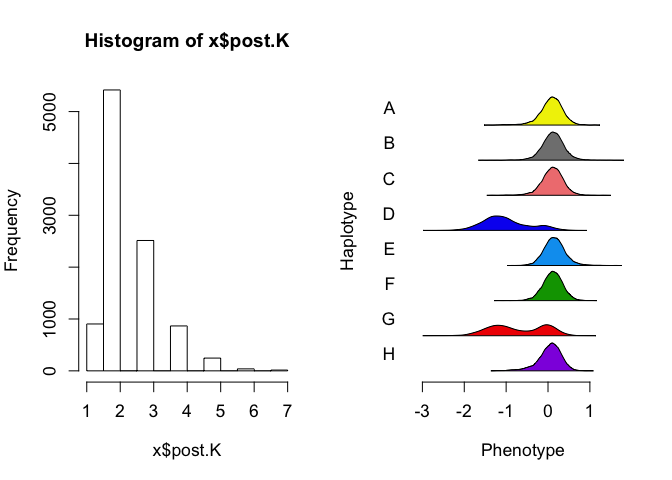 Histogram of x$post.K
Frequency
0
1000
3000
5000
1 2 3 4 5 6 7
x$post.K
Haplotype
A
B
C
D
E
F
G
H
-3 -2 -1 0 1
Phenotype